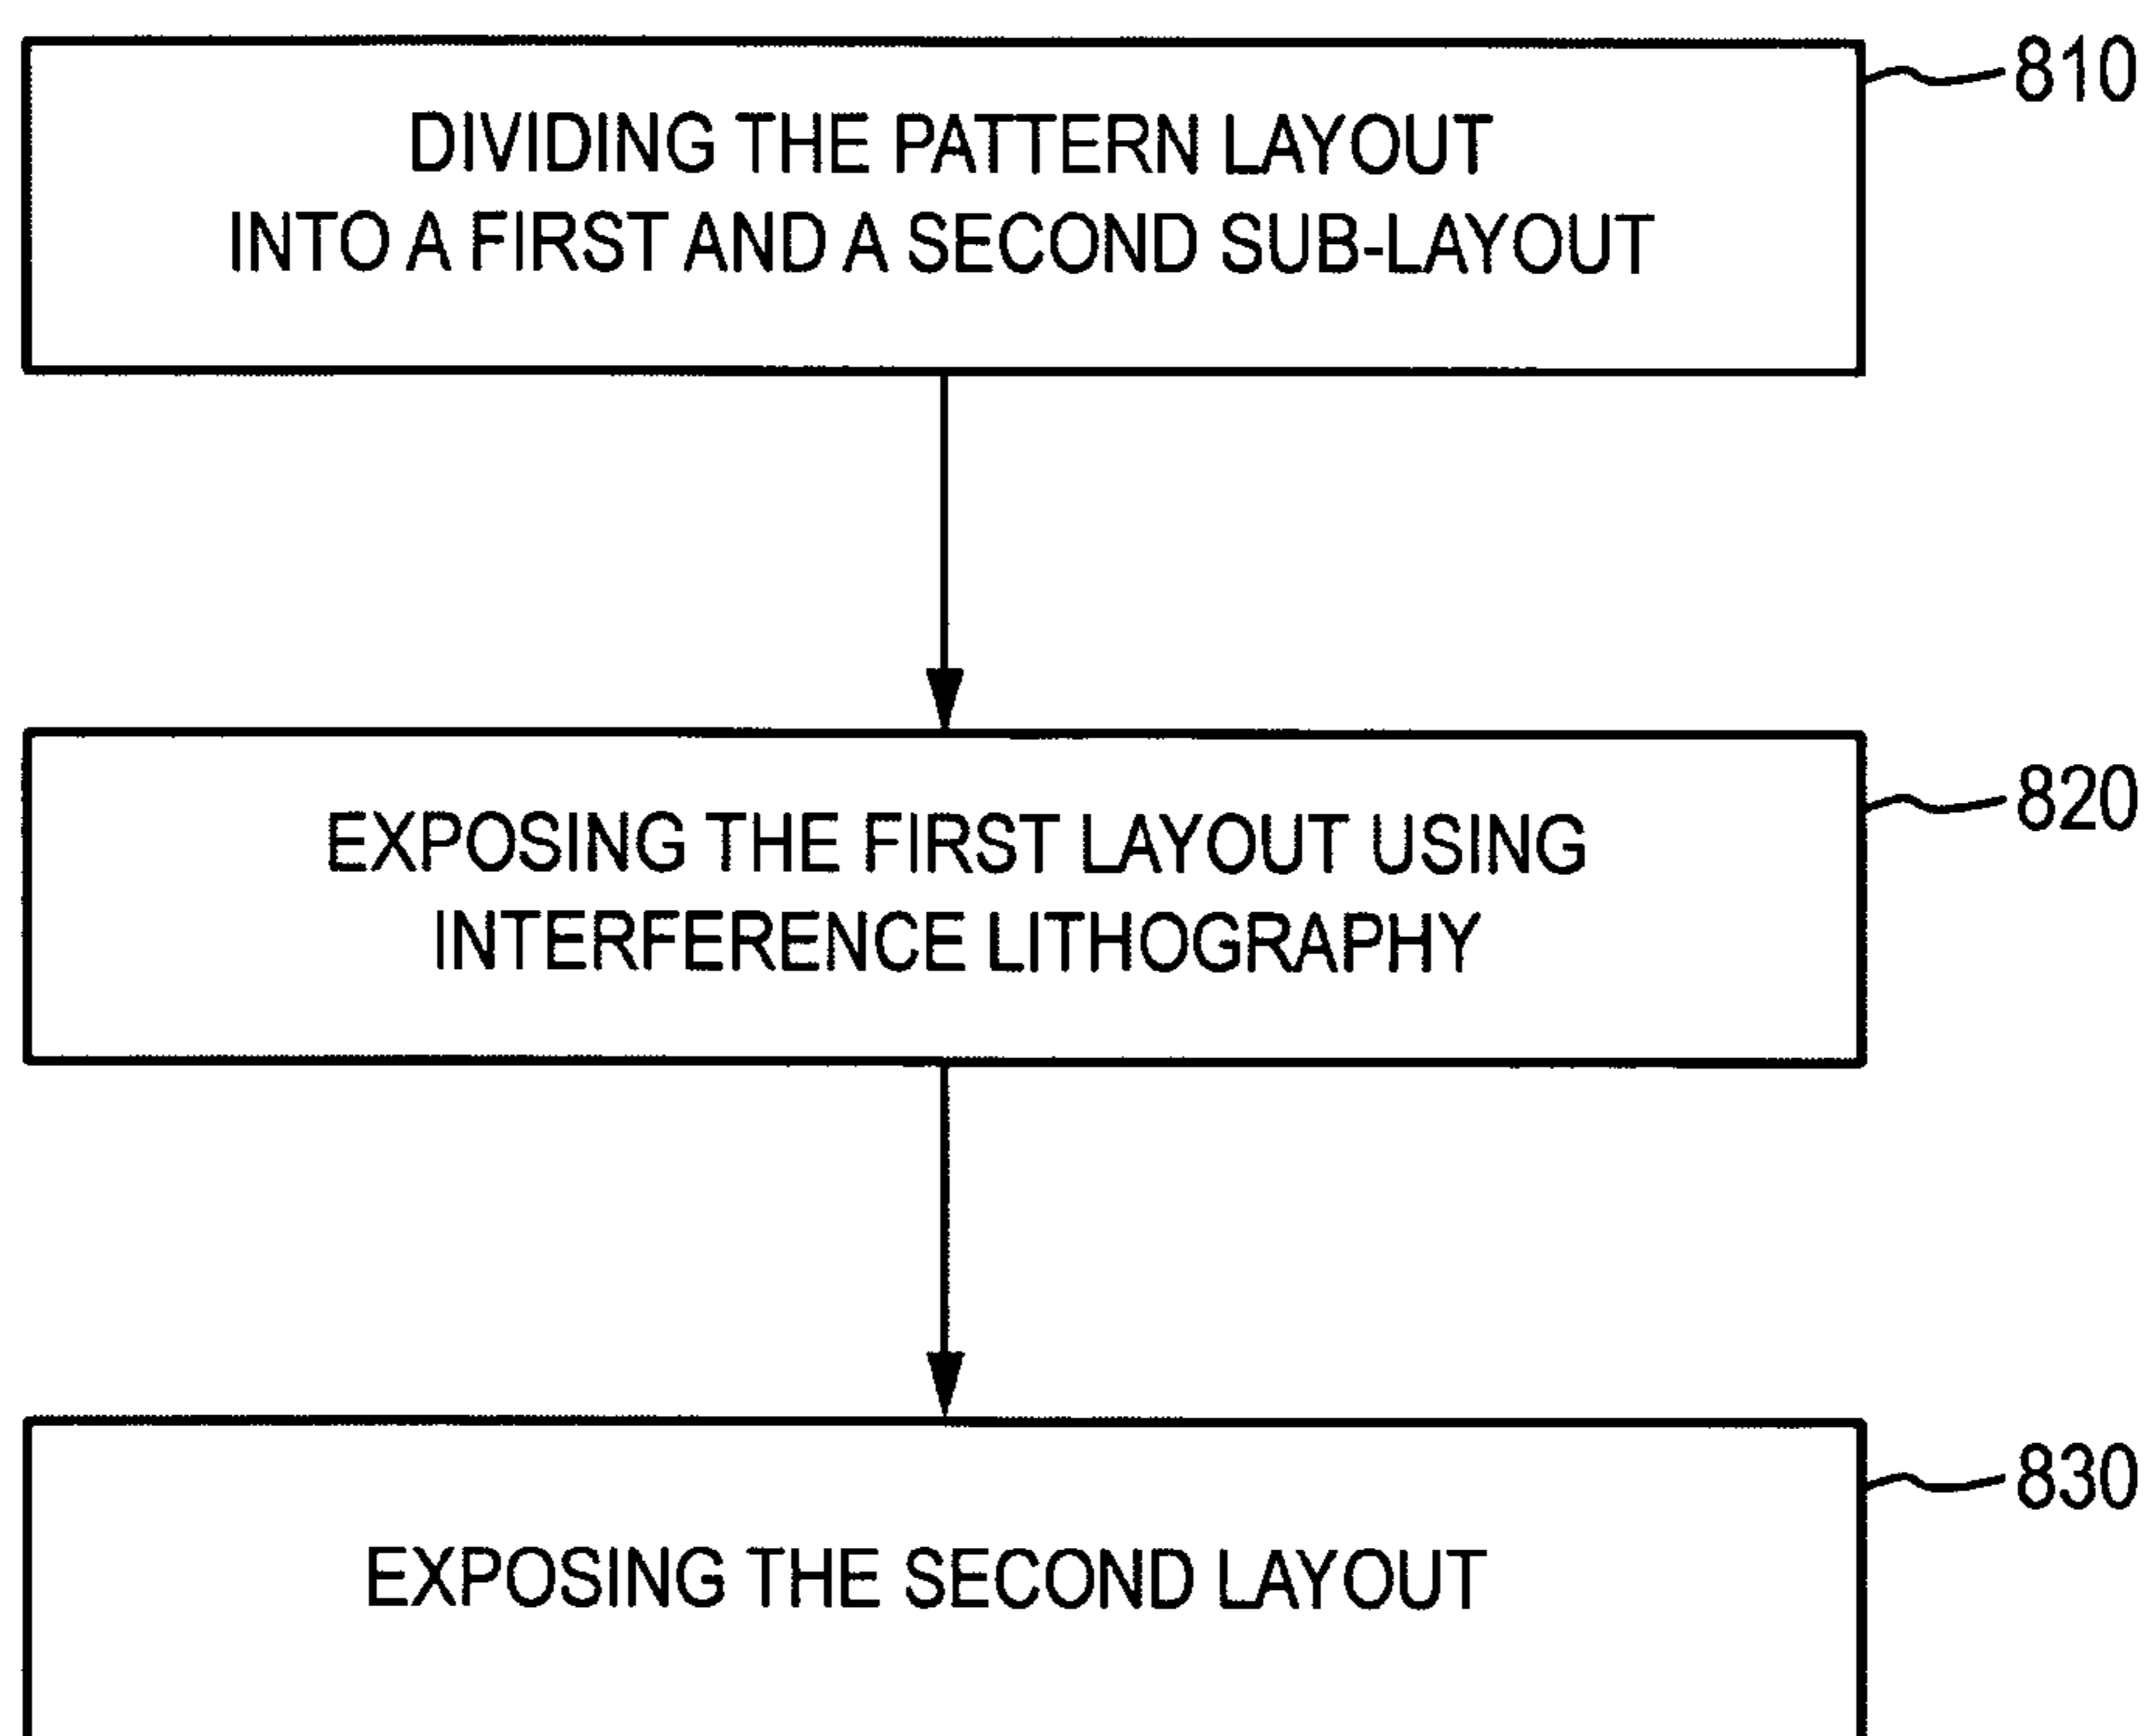 810
DIVIDING THE PATTERN LAYOUT
INTO A FIRST AND A SECOND SUB-LAYOUT
820
EXPOSING THE FIRST LAYOUT USING
INTERFERENCE LITHOGRAPHY
830
EXPOSING THE SECOND LAYOUT